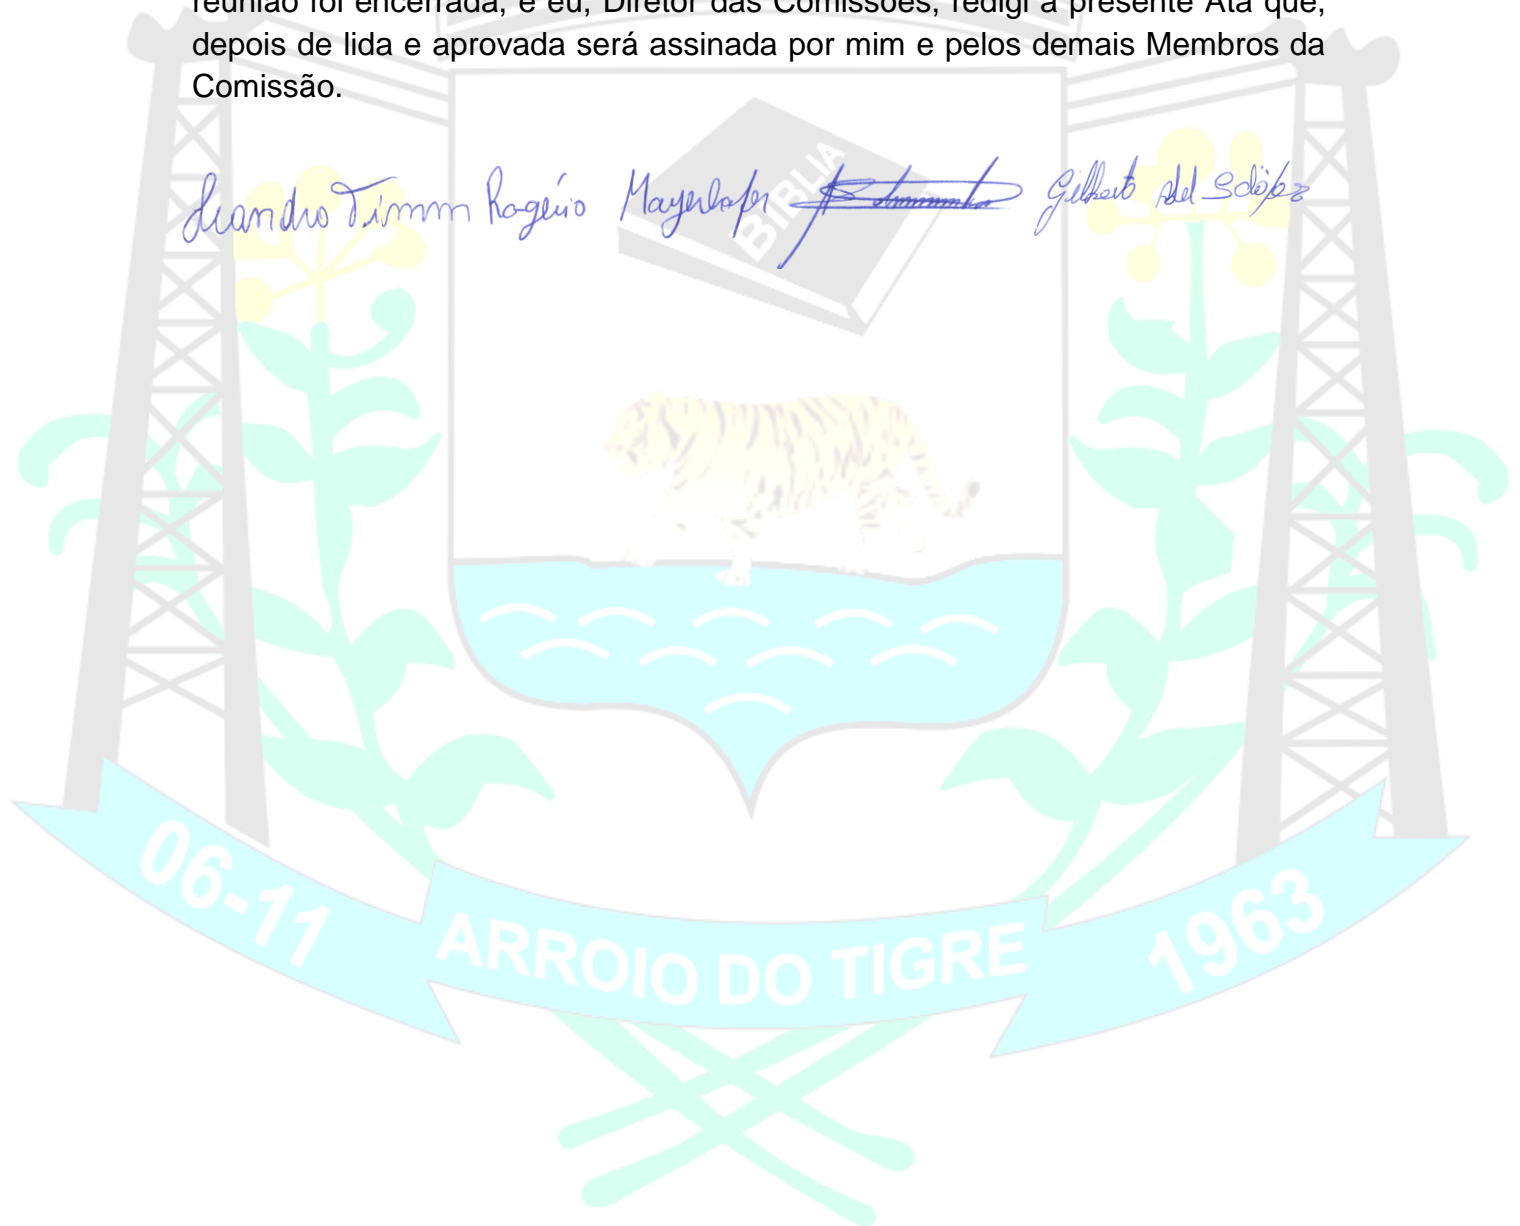 reunião foi encerrada, e eu, Diretor das Comissões, redigi a presente Ata que,
depois de lida e aprovada será assinada por mim e pelos demais Membros da
Comissão.
Leandro Timm Rogério Mayerhofer Gilberto
BÍBLIA
06-11 ARROIO DO TIGRE 1963